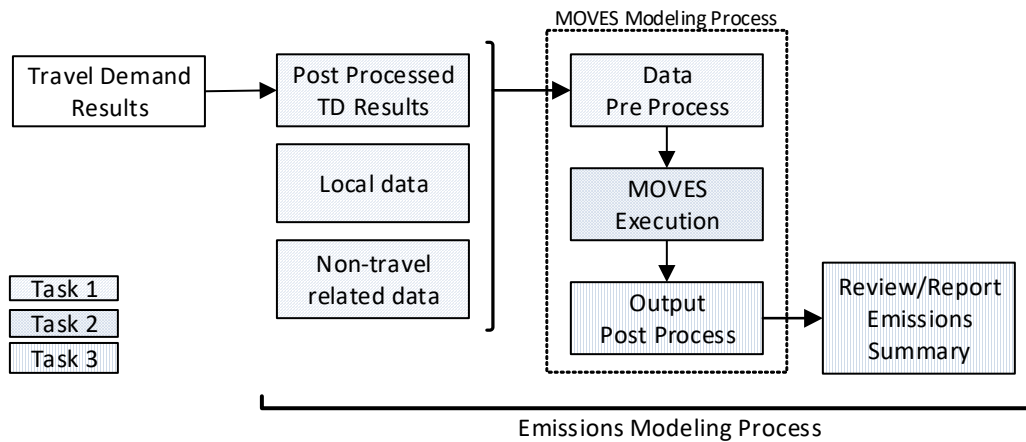 MOVES Modeling Process
Travel Demand
Results
Post Processed
TD Results
Local data
Non-travel
related data
Data
Pre Process
MOVES
Execution
Output
Post Process
Review/Report
Emissions
Summary
Task 1
Task 2
Task 3
Emissions Modeling Process